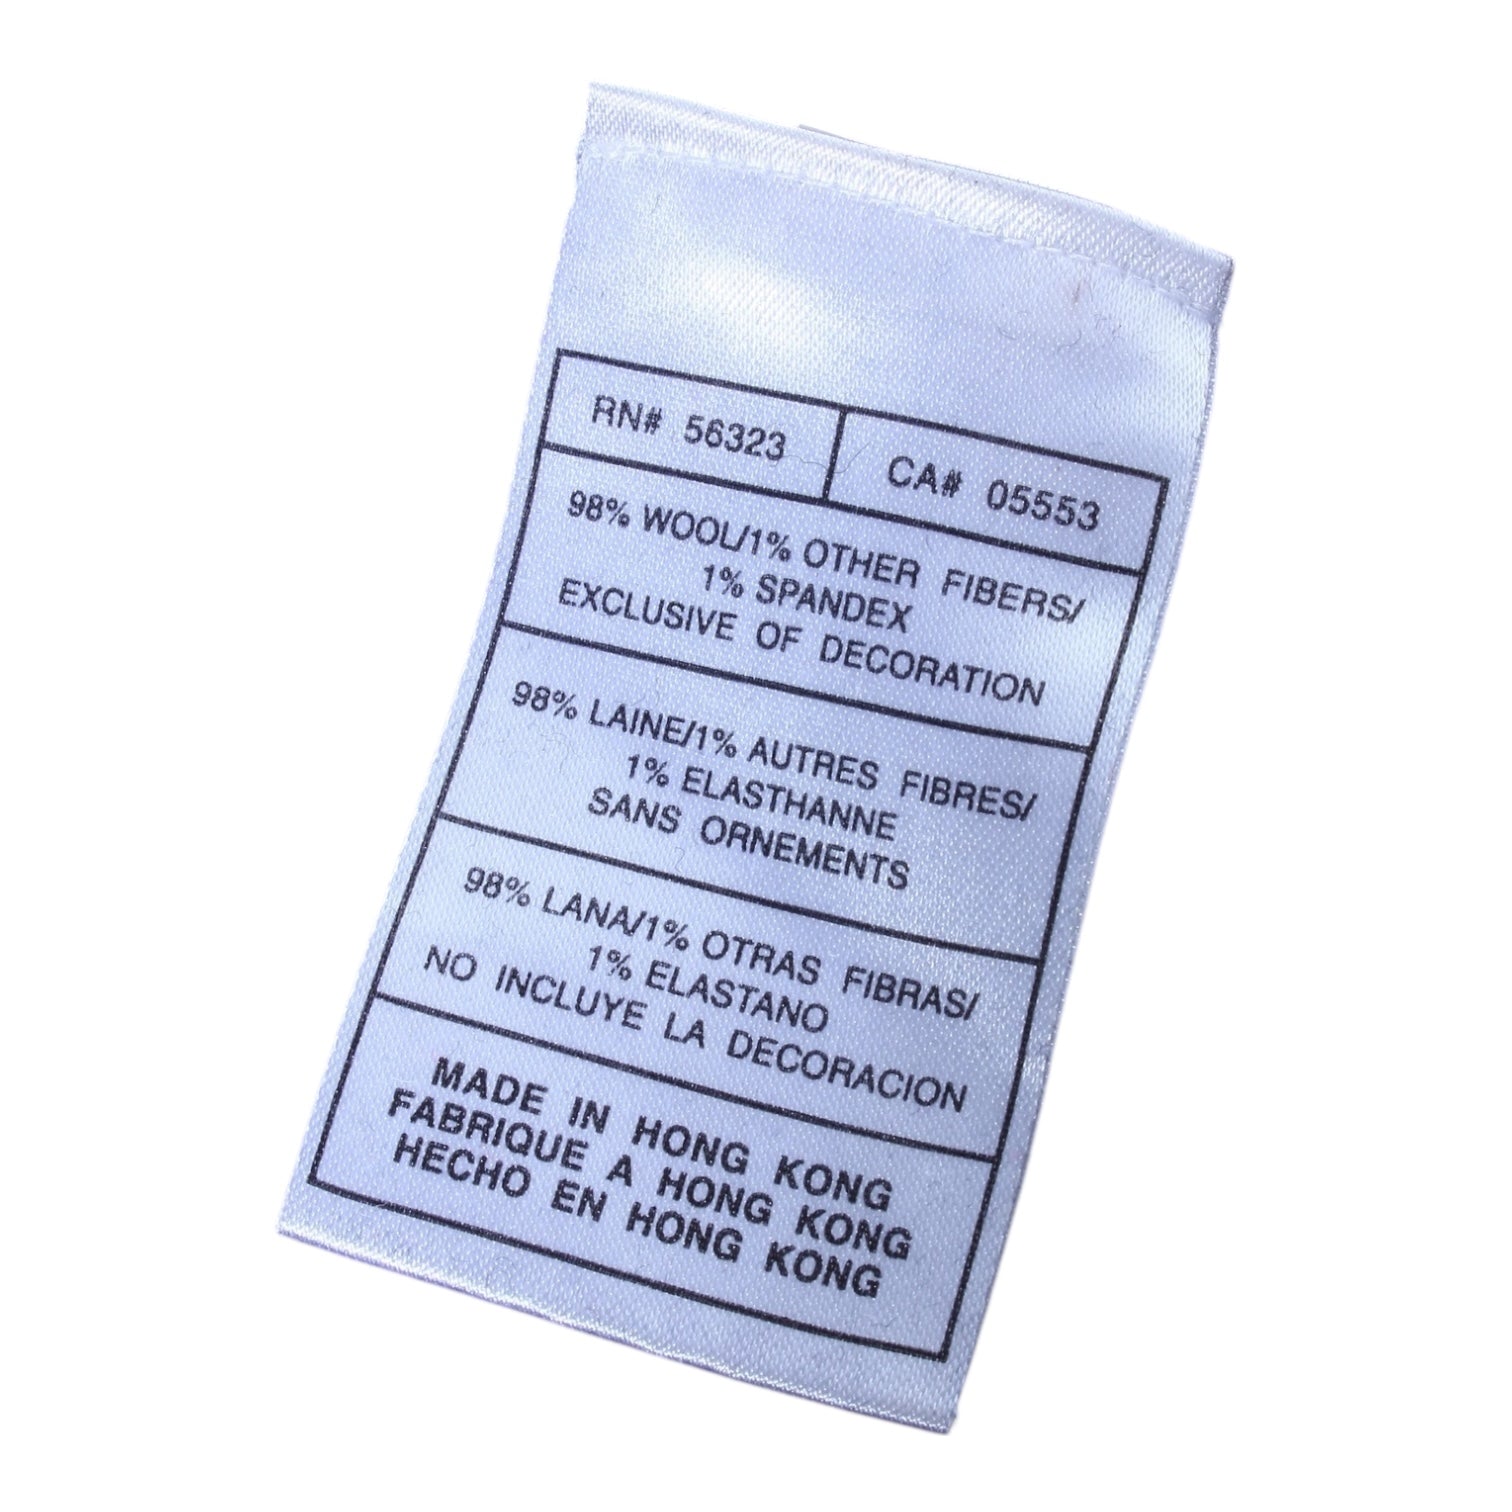 RN# 56323
CA# 05553
98% WOOL/1% OTHER FIBERS/
1% SPANDEX
EXCLUSIVE OF DECORATION
98% LAINE/1% AUTRES FIBRES/
1% ELASTHANNE
SANS ORNEMENTS
98% LANA/1% OTRAS FIBRAS/
1% ELASTANO
NO INCLUYE LA DECORACION
MADE IN HONG KONG
FABRIQUE A HONG KONG
HECHO EN HONG KONG